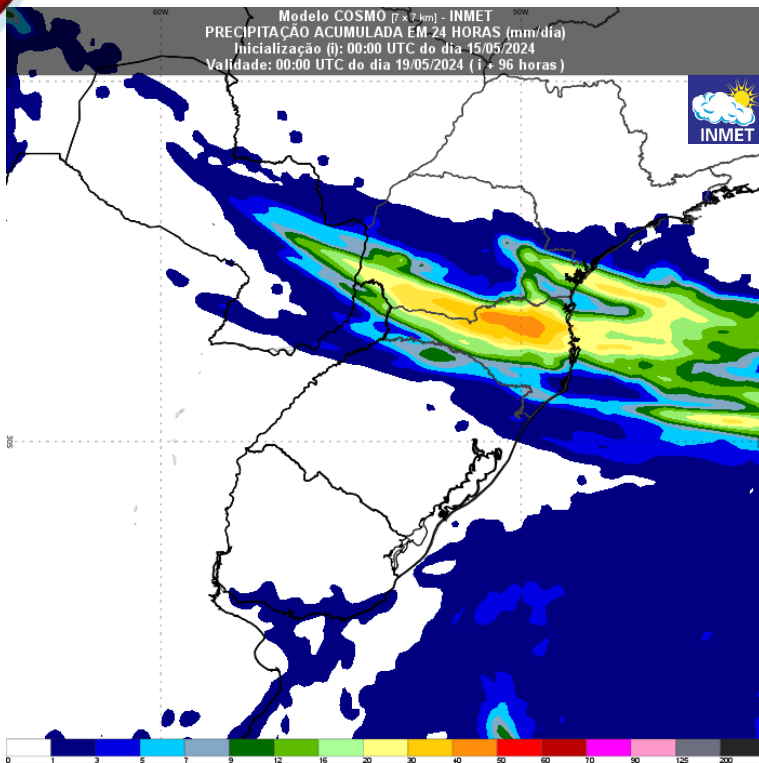 Modelo COSMO [7 x 7 km] - INMET
PRECIPITAÇÃO ACUMULADA EM 24 HORAS (mm/dia)
Inicialização (i): 00:00 UTC do dia 15/05/2024
Validade: 00:00 UTC do dia 19/05/2024 ( i + 96 horas )
60W 50W
INMET
30S
0 1 3 5 7 9 12 16 20 30 40 50 60 70 90 125 200